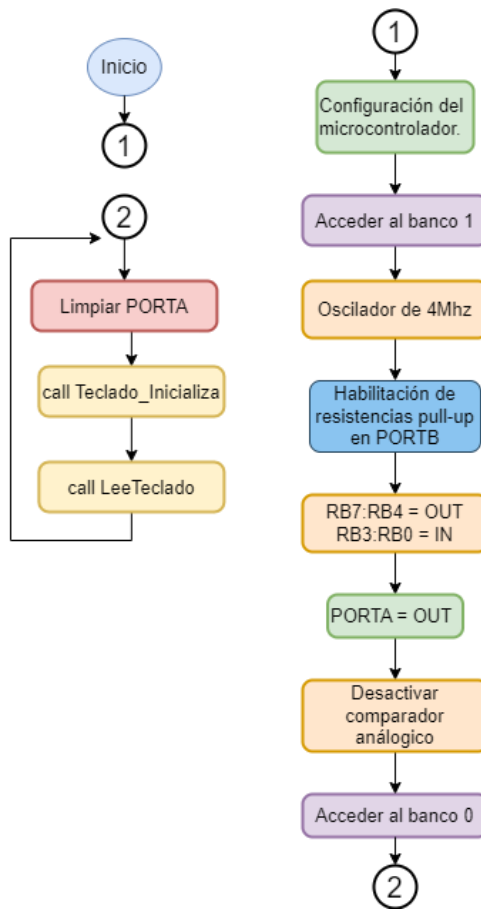 Inicio
1
2
Limpiar PORTA
call Teclado_Inicializa
call LeeTeclado
1
Configuración del
microcontrolador.
Acceder al banco 1
Oscilador de 4Mhz
Habilitación de
resistencias pull-up
en PORTB
RB7:RB4 = OUT
RB3:RB0 = IN
PORTA = OUT
Desactivar
comparador
análogico
Acceder al banco 0
2